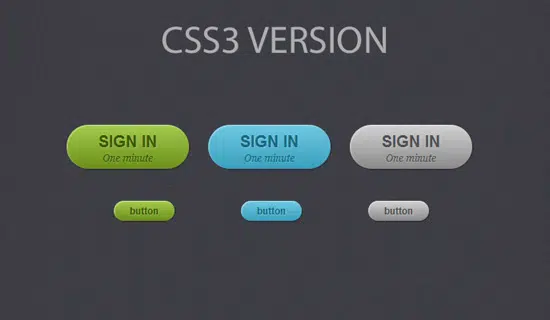 CSS3 VERSION
SIGN IN SIGN IN SIGN IN
One minute One minute One minute
button button button